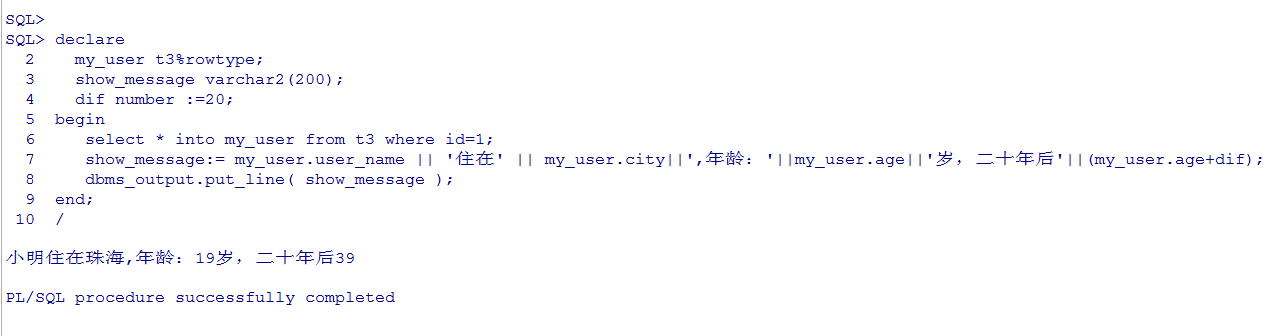 SQL>
SQL> declare
2 my_user t3%rowtype;
3 show_message varchar2(200);
4 dif number :=20;
5 begin
6 select * into my_user from t3 where id=1;
7 show_message:= my_user.user_name || '住在' || my_user.city||',年龄：'||my_user.age||'岁，二十年后'||(my_user.age+dif);
8 dbms_output.put_line( show_message );
9 end;
10 /
小明住在珠海,年龄：19岁，二十年后39
PL/SQL procedure successfully completed